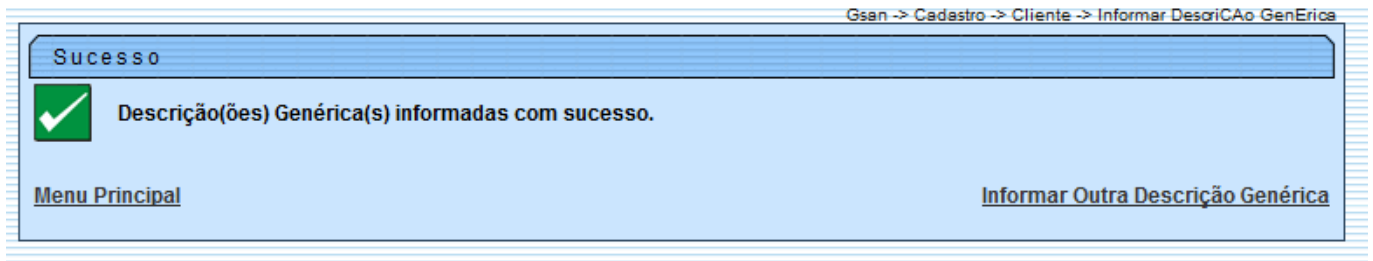 Gsan -> Cadastro -> Cliente -> Informar DescriCAo GenErica
Sucesso
Descrição(ões) Genérica(s) informadas com sucesso.
Menu Principal
Informar Outra Descrição Genérica